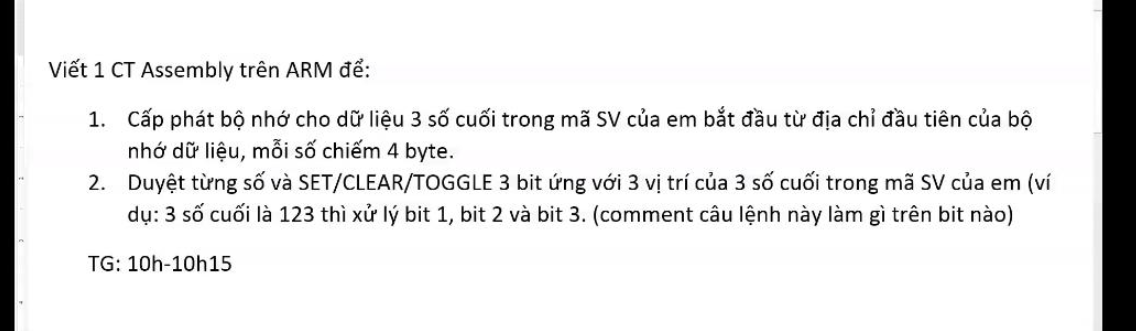 Viết 1 CT Assembly trên ARM để:
1. Cấp phát bộ nhớ cho dữ liệu 3 số cuối trong mã SV của em bắt đầu từ địa chỉ đầu tiên của bộ
nhớ dữ liệu, mỗi số chiếm 4 byte.
2. Duyệt từng số và SET/CLEAR/TOGGLE 3 bit ứng với 3 vị trí của 3 số cuối trong mã SV của em (ví
dụ: 3 số cuối là 123 thì xử lý bit 1, bit 2 và bit 3. (comment câu lệnh này làm gì trên bit nào)
TG: 10h-10h15